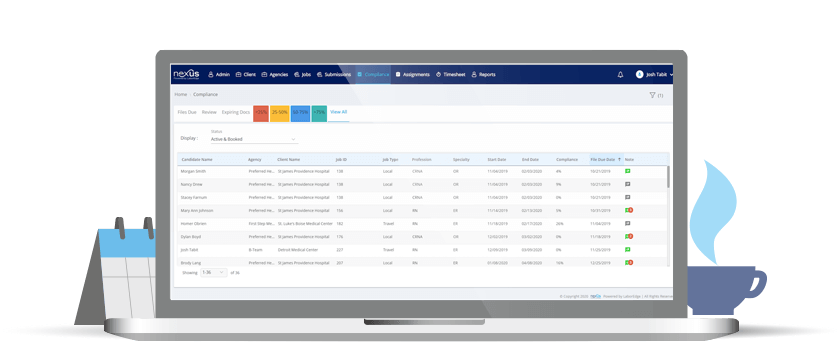 nexus
Admin Client Agencies Jobs Submissions Compliance Assignments Timesheet Reports Josh Tabit
Home Compliance (1)
Files Due Review Expiring Docs 25-50% 50-75% View All
Status
Display : Active & Booked
Candidate Name Agency Client Name Job ID Job Type Profession Specialty Start Date End Date Compliance File Due Date Note
Morgan Smith Preferred He... St James Providence Hospital 138 Local CRNA OR 11/04/2019 02/03/2020 10/21/2019
Nancy Drew Preferred He... St James Providence Hospital 138 Local CRNA OR 11/04/2019 02/03/2020 10/21/2019
Stacey Farnum Preferred He... St James Providence Hospital 138 Local CRNA OR 11/04/2019 02/03/2020 0% 10/21/2019
Mary Ann Johnson Preferred He... St James Providence Hospital 156 Local RN ER 11/14/2019 02/13/2020 0% 10/31/2019
Homer Obrien First Step Me... St. Luke's Boise Medical Center 182 Travel RN ER 11/18/2019 02/17/2020 26% 11/04/2019
Dylan Boyd Preferred He... St James Providence Hospital 176 Local CRNA OR 12/02/2019 03/02/2020 0% 11/18/2019
Josh Tabit B Team Detroit Medical Center 227 Travel RN ER 12/09/2019 03/09/2020 0% 11/25/2019
Brody Lang Preferred He... St James Providence Hospital 207 Local RN ER 01/08/2020 04/08/2020 16% 12/25/2019
Showing 1-36 of 36
© Copyright 2020 nexus Powered by LaborEdge | All Rights Reserved